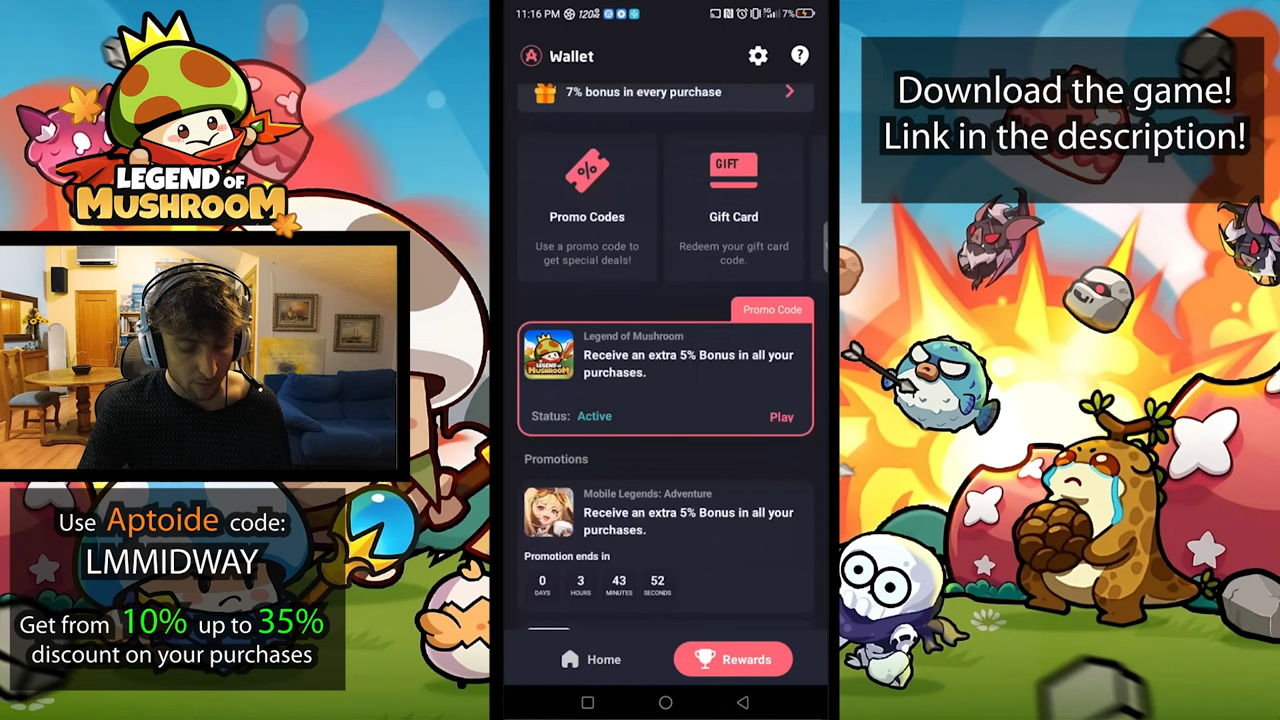 LEGEND OF
MUSHROOM
Use Aptoide code:
LMMIDWAY
Get from 10% up to 35%
discount on your purchases
11:16 PM
7%
Wallet
7% bonus in every purchase
%
GIFT
Promo Codes
Gift Card
Use a promo code to
get special deals!
Redeem your gift card
code.
Promo Code
Legend of Mushroom
Receive an extra 5% Bonus in all your
purchases.
Status: Active
Play
Promotions
Mobile Legends: Adventure
Receive an extra 5% Bonus in all your
purchases.
Promotion ends in
0 3 43 52
DAYS HOURS MINUTES SECONDS
Home
Rewards
Download the game!
Link in the description!